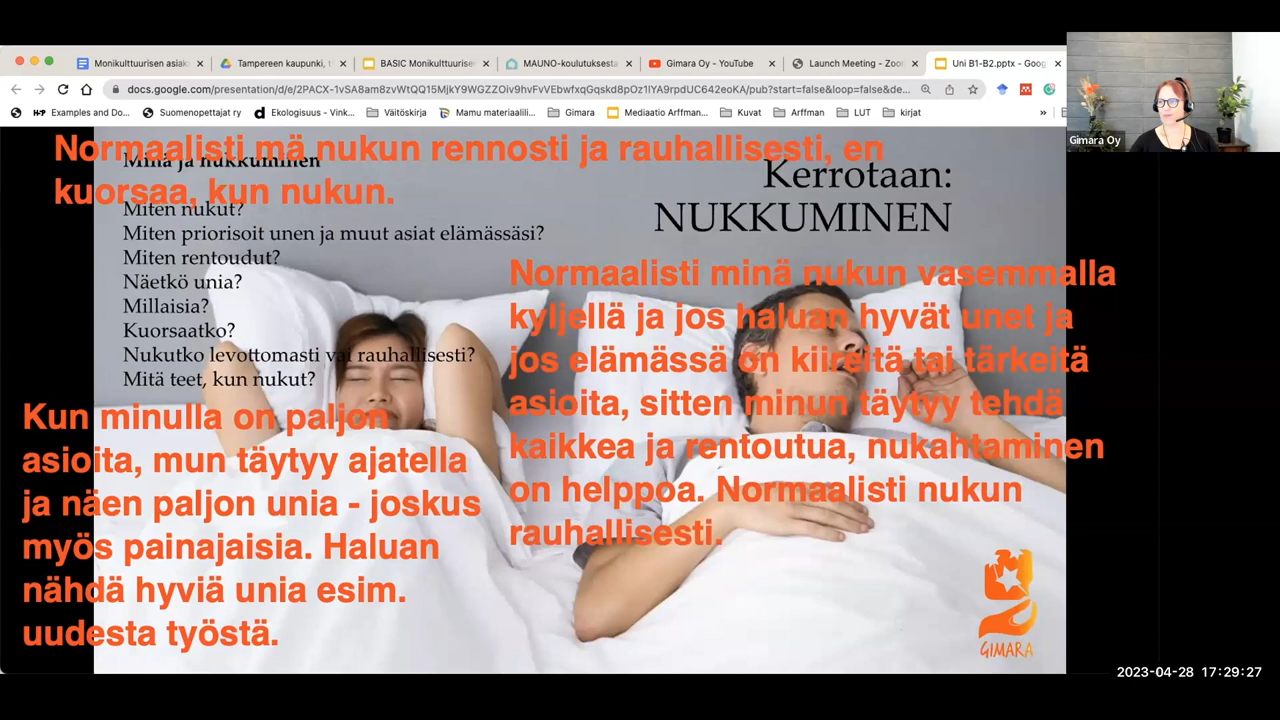 Monikulttuurisen asiak
Tampereen kaupunki, t
BASIC Monikulttuurise
MAUNO-koulutuksesta
Gimara Oy - YouTube
Launch Meeting - Zoo
Uni B1-B2.pptx - Goog
docs.google.com/presentation/d/e/2PACX-1vSA8am8zvWtQQ15MjkY9WGZZOiv9hvFvVEbwfxqGqskd8pOz1lYA9rpdUC642eoKA/pub?start=false&loop=false&de...
Examples and Do...
Suomenopettajat ry
Ekologisuus - Vink...
Väitöskirja
Mamu materiaalili...
Gimara
Mediaatio Arffman...
Kuvat
Arffman
LUT
kirjat
»
Gimara Oy
Normaalisti mä nukun rennosti ja rauhallisesti, en
kuorsaa, kun nukun.
Minä ja nukkuminen
Miten nukut?
Miten priorisoit unen ja muut asiat elämässäsi?
Miten rentoudut?
Näetkö unia?
Millaisia?
Kuorsaatko?
Nukutko levottomasti vai rauhallisesti?
Mitä teet, kun nukut?
Kerrotaan:
NUKKUMINEN
Normaalisti minä nukun vasemmalla
kyljellä ja jos haluan hyvät unet ja
jos elämässä on kiireitä tai tärkeitä
asioita, sitten minun täytyy tehdä
kaikkea ja rentoutua, nukahtaminen
on helppoa. Normaalisti nukun
rauhallisesti.
Kun minulla on paljon
asioita, mun täytyy ajatella
ja näen paljon unia - joskus
myös painajaisia. Haluan
nähdä hyviä unia esim.
uudesta työstä.
GIMARA
2023-04-28 17:29:27